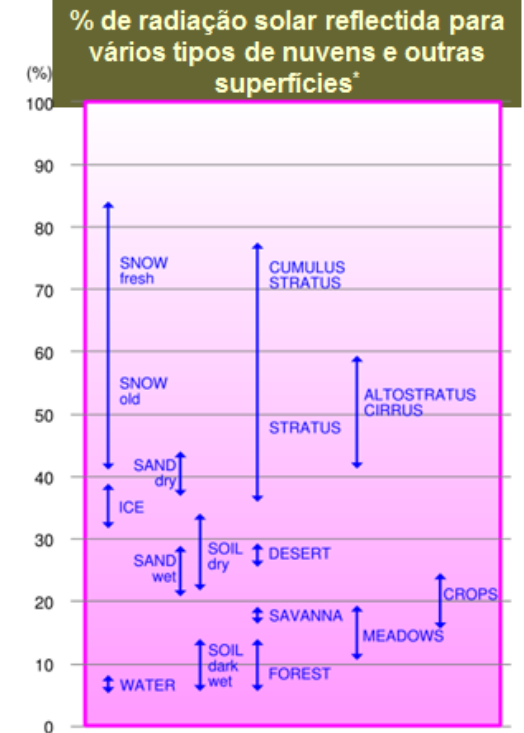 % de radiação solar reflectida para
vários tipos de nuvens e outras
superfícies*
(%)
100
90
80
70
60
50
40
30
20
10
0
SNOW
fresh
SNOW
old
ICE
WATER
SAND
dry
SAND
wet
SOIL
dry
SOIL
dark
wet
CUMULUS
STRATUS
STRATUS
DESERT
SAVANNA
FOREST
ALTOSTRATUS
CIRRUS
MEADOWS
CROPS